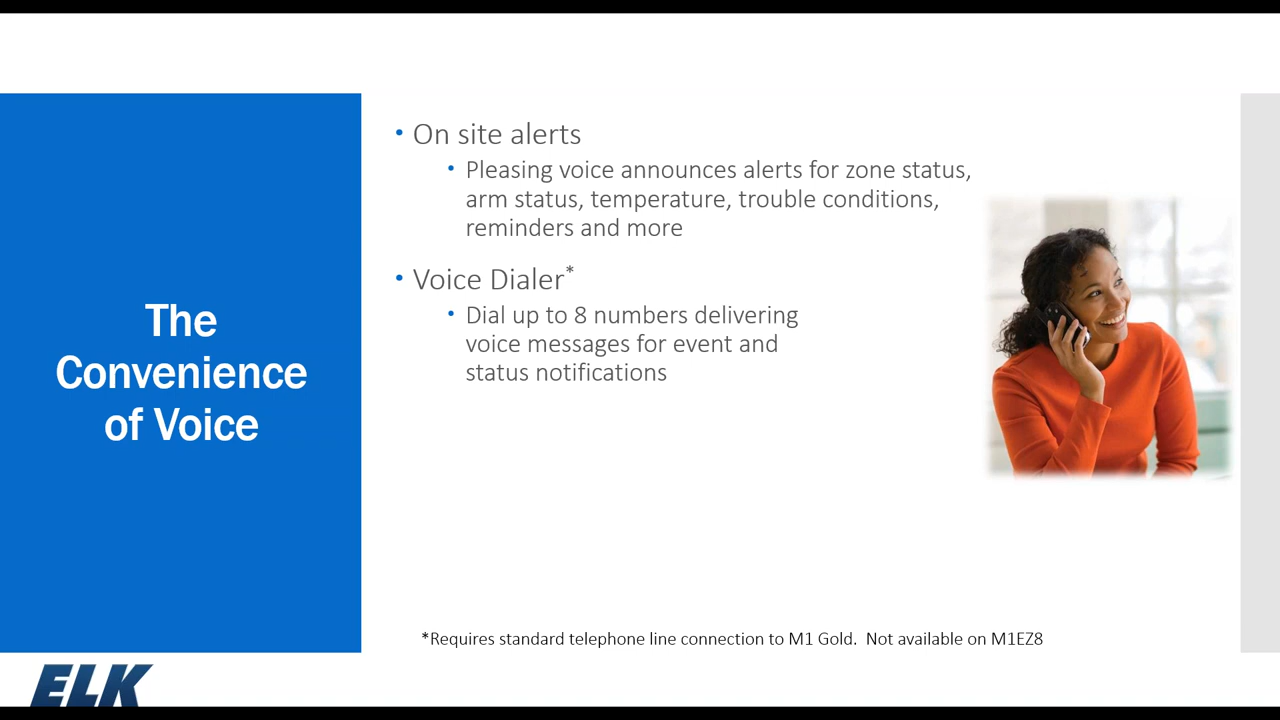 The
Convenience
of Voice
• On site alerts
• Pleasing voice announces alerts for zone status,
arm status, temperature, trouble conditions,
reminders and more
• Voice Dialer*
• Dial up to 8 numbers delivering
voice messages for event and
status notifications
*Requires standard telephone line connection to M1 Gold.  Not available on M1EZ8
ELK